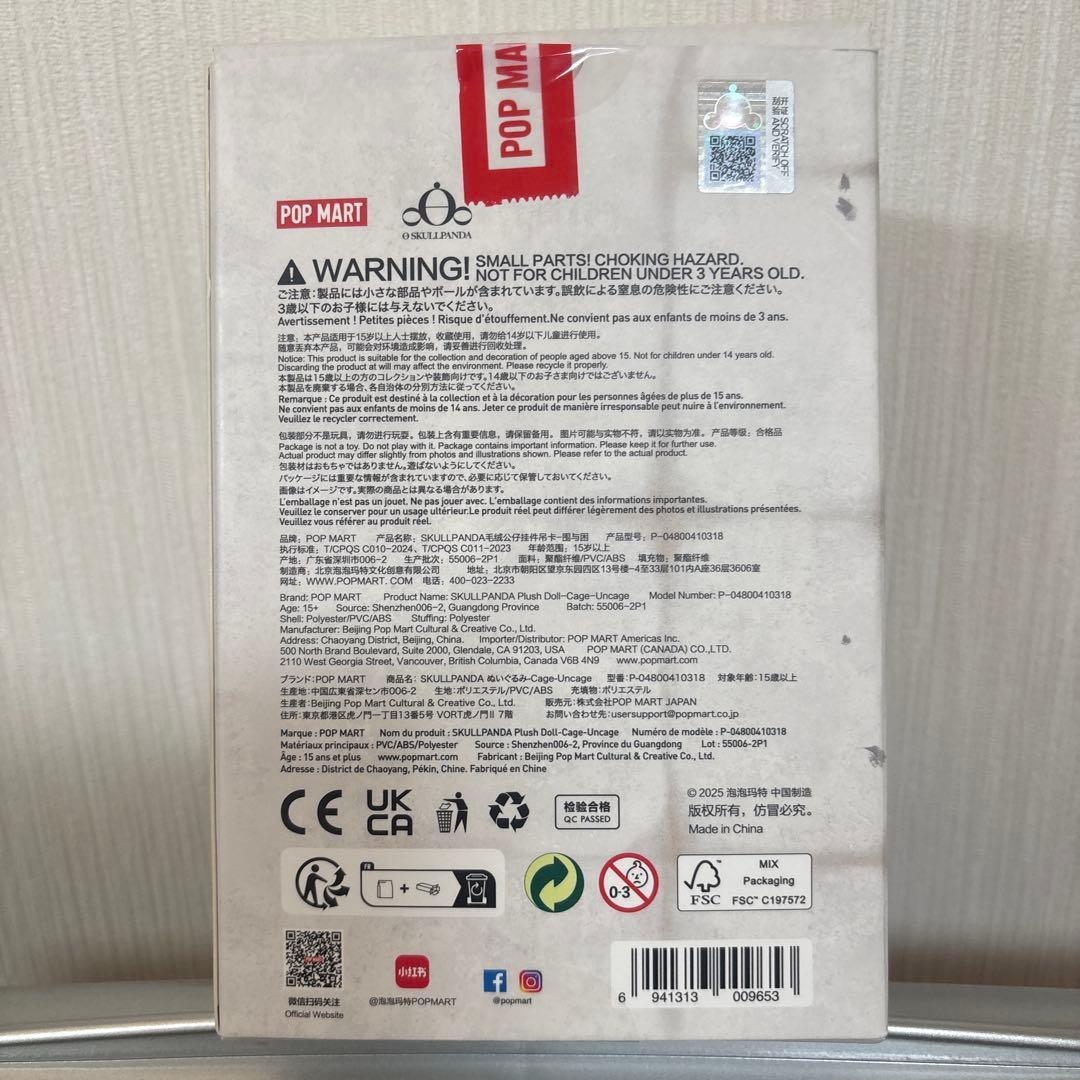 POP MA
开证 SCRATCH OFF
刮验 AND VERIFY
POP MART
SKULLPANDA
WARNING! SMALL PARTS! CHOKING HAZARD.
NOT FOR CHILDREN UNDER 3 YEARS OLD.
ご注意:製品には小さな部品やボールが含まれています。誤飲による窒息の危険性にご注意ください。
3歳以下のお子様には与えないでください。
Avertissement ! Petites pièces ! Risque d'étouffement.Ne convient pas aux enfants de moins de 3 ans.
注意: 本产品适用于15岁以上人士摆放, 收藏使用, 请勿给14岁以下儿童进行使用。
随意丢弃本产品, 可能会对环境造成影响, 请妥善进行回收处理。
Notice: This product is suitable for the collection and decoration of people aged above 15. Not for children under 14 years old.
Discarding the product at will may affect the environment. Please recycle it properly.
本製品は15歳以上の方のコレクションや装飾向けです。14歳以下のお子さま向けではございません。
本製品を廃棄する場合、各自治体の分別方法に従ってください。
Remarque : Ce produit est destiné à la collection et à la décoration pour les personnes âgées de plus de 15 ans.
Ne convient pas aux enfants de moins de 14 ans. Jeter ce produit de manière irresponsable peut nuire à l'environnement.
Veuillez le recycler correctement.
包装部分不是玩具, 请勿进行玩耍。包装上含有重要信息, 请保留备用。 图片可能与实物不符, 请以实物为准。 产品等级: 合格品
Package is not a toy. Do not play with it. Package contains important information. Please keep it for further use.
Actual product may differ slightly from photos and illustrations shown. Please refer to the actual product.
包装材はおもちゃではありません。遊ばないようにしてください。
パッケージには重要な情報が含まれていますので、必要に応じて保管しておいてください。
画像はイメージです。実際の商品とは異なる場合があります。
L'emballage n'est pas un jouet. Ne pas jouer avec. L'emballage contient des informations importantes.
Veuillez le conserver pour un usage ultérieur.Le produit réel peut différer légèrement des photos et illustrations présentées.
Veuillez vous référer au produit réel.
品牌: POP MART 产品名称: SKULLPANDA毛绒公仔挂件吊卡-围与困 产品型号: P-04800410318
执行标准: T/CPQS C010-2024、T/CPQS C011-2023 年龄范围: 15岁以上
产地: 广东省深圳市006-2 生产批次: 55006-2P1 面料: 聚酯纤维/PVC/ABS 填充物: 聚酯纤维
制造商: 北京泡泡玛特文化创意有限公司 地址: 北京市朝阳区望京东园四区13号楼-4至33层101内A座36层3606室
网址: WWW.POPMART. COM 电话: 400-023-2233
Brand: POP MART Product Name: SKULLPANDA Plush Doll-Cage-Uncage Model Number: P-04800410318
Age: 15+ Source: Shenzhen006-2, Guangdong Province Batch: 55006-2P1
Shell: Polyester/PVC/ABS Stuffing: Polyester
Manufacturer: Beijing Pop Mart Cultural & Creative Co., Ltd.
Address: Chaoyang District, Beijing, China. Importer/Distributor: POP MART Americas Inc.
500 North Brand Boulevard, Suite 2000, Glendale, CA 91203, USA POP MART (CANADA) CO.,LTD.
2110 West Georgia Street, Vancouver, British Columbia, Canada V6B 4N9 www.popmart.com
ブランド:POP MART 商品名: SKULLPANDA ぬいぐるみ-Cage-Uncage 型番:P-04800410318 対象年齢:15歳以上
生産地:中国広東省深セン市006-2 生地:ポリエステル/PVC/ABS 充填物:ポリエステル
生産者:Beijing Pop Mart Cultural & Creative Co., Ltd. 販売元:株式会社POP MART JAPAN
住所:東京都港区虎ノ門一丁目13番5号 VORT虎ノ門Ⅱ 7階 お問い合わせ先:usersupport@popmart.co.jp
Marque : POP MART Nom du produit : SKULLPANDA Plush Doll-Cage-Uncage Numéro de modèle : P-04800410318
Matériaux principaux : PVC/ABS/Polyester Source : Shenzhen006-2, Province du Guangdong Lot : 55006-2P1
Âge : 15 ans et plus www.popmart.com Fabricant : Beijing Pop Mart Cultural & Creative Co., Ltd.
Adresse : District de Chaoyang, Pékin, Chine. Fabriqué en Chine
CE UK CA
检验合格
QC PASSED
© 2025 泡泡玛特 中国制造
版权所有, 仿冒必究。
Made in China
FR
0-3
FSC
MIX
Packaging
FSC™ C197572
POP MART
微信扫码关注
Official Website
小红书
@泡泡玛特POPMART
@popmart
6 941313 009653